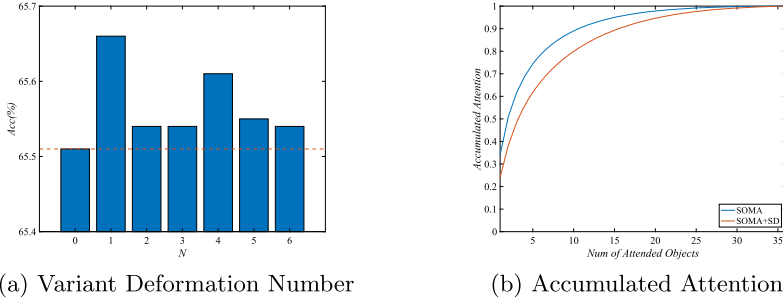 65.7
65.6
65.5
65.4
Acc(%)
0 1 2 3 4 5 6
N
(a) Variant Deformation Number
1
0.9
0.8
0.7
0.6
0.5
0.4
0.3
0.2
0.1
0
Accumulated Attention
5 10 15 20 25 30 35
Num of Attended Objects
SOMA
SOMA+SD
(b) Accumulated Attention